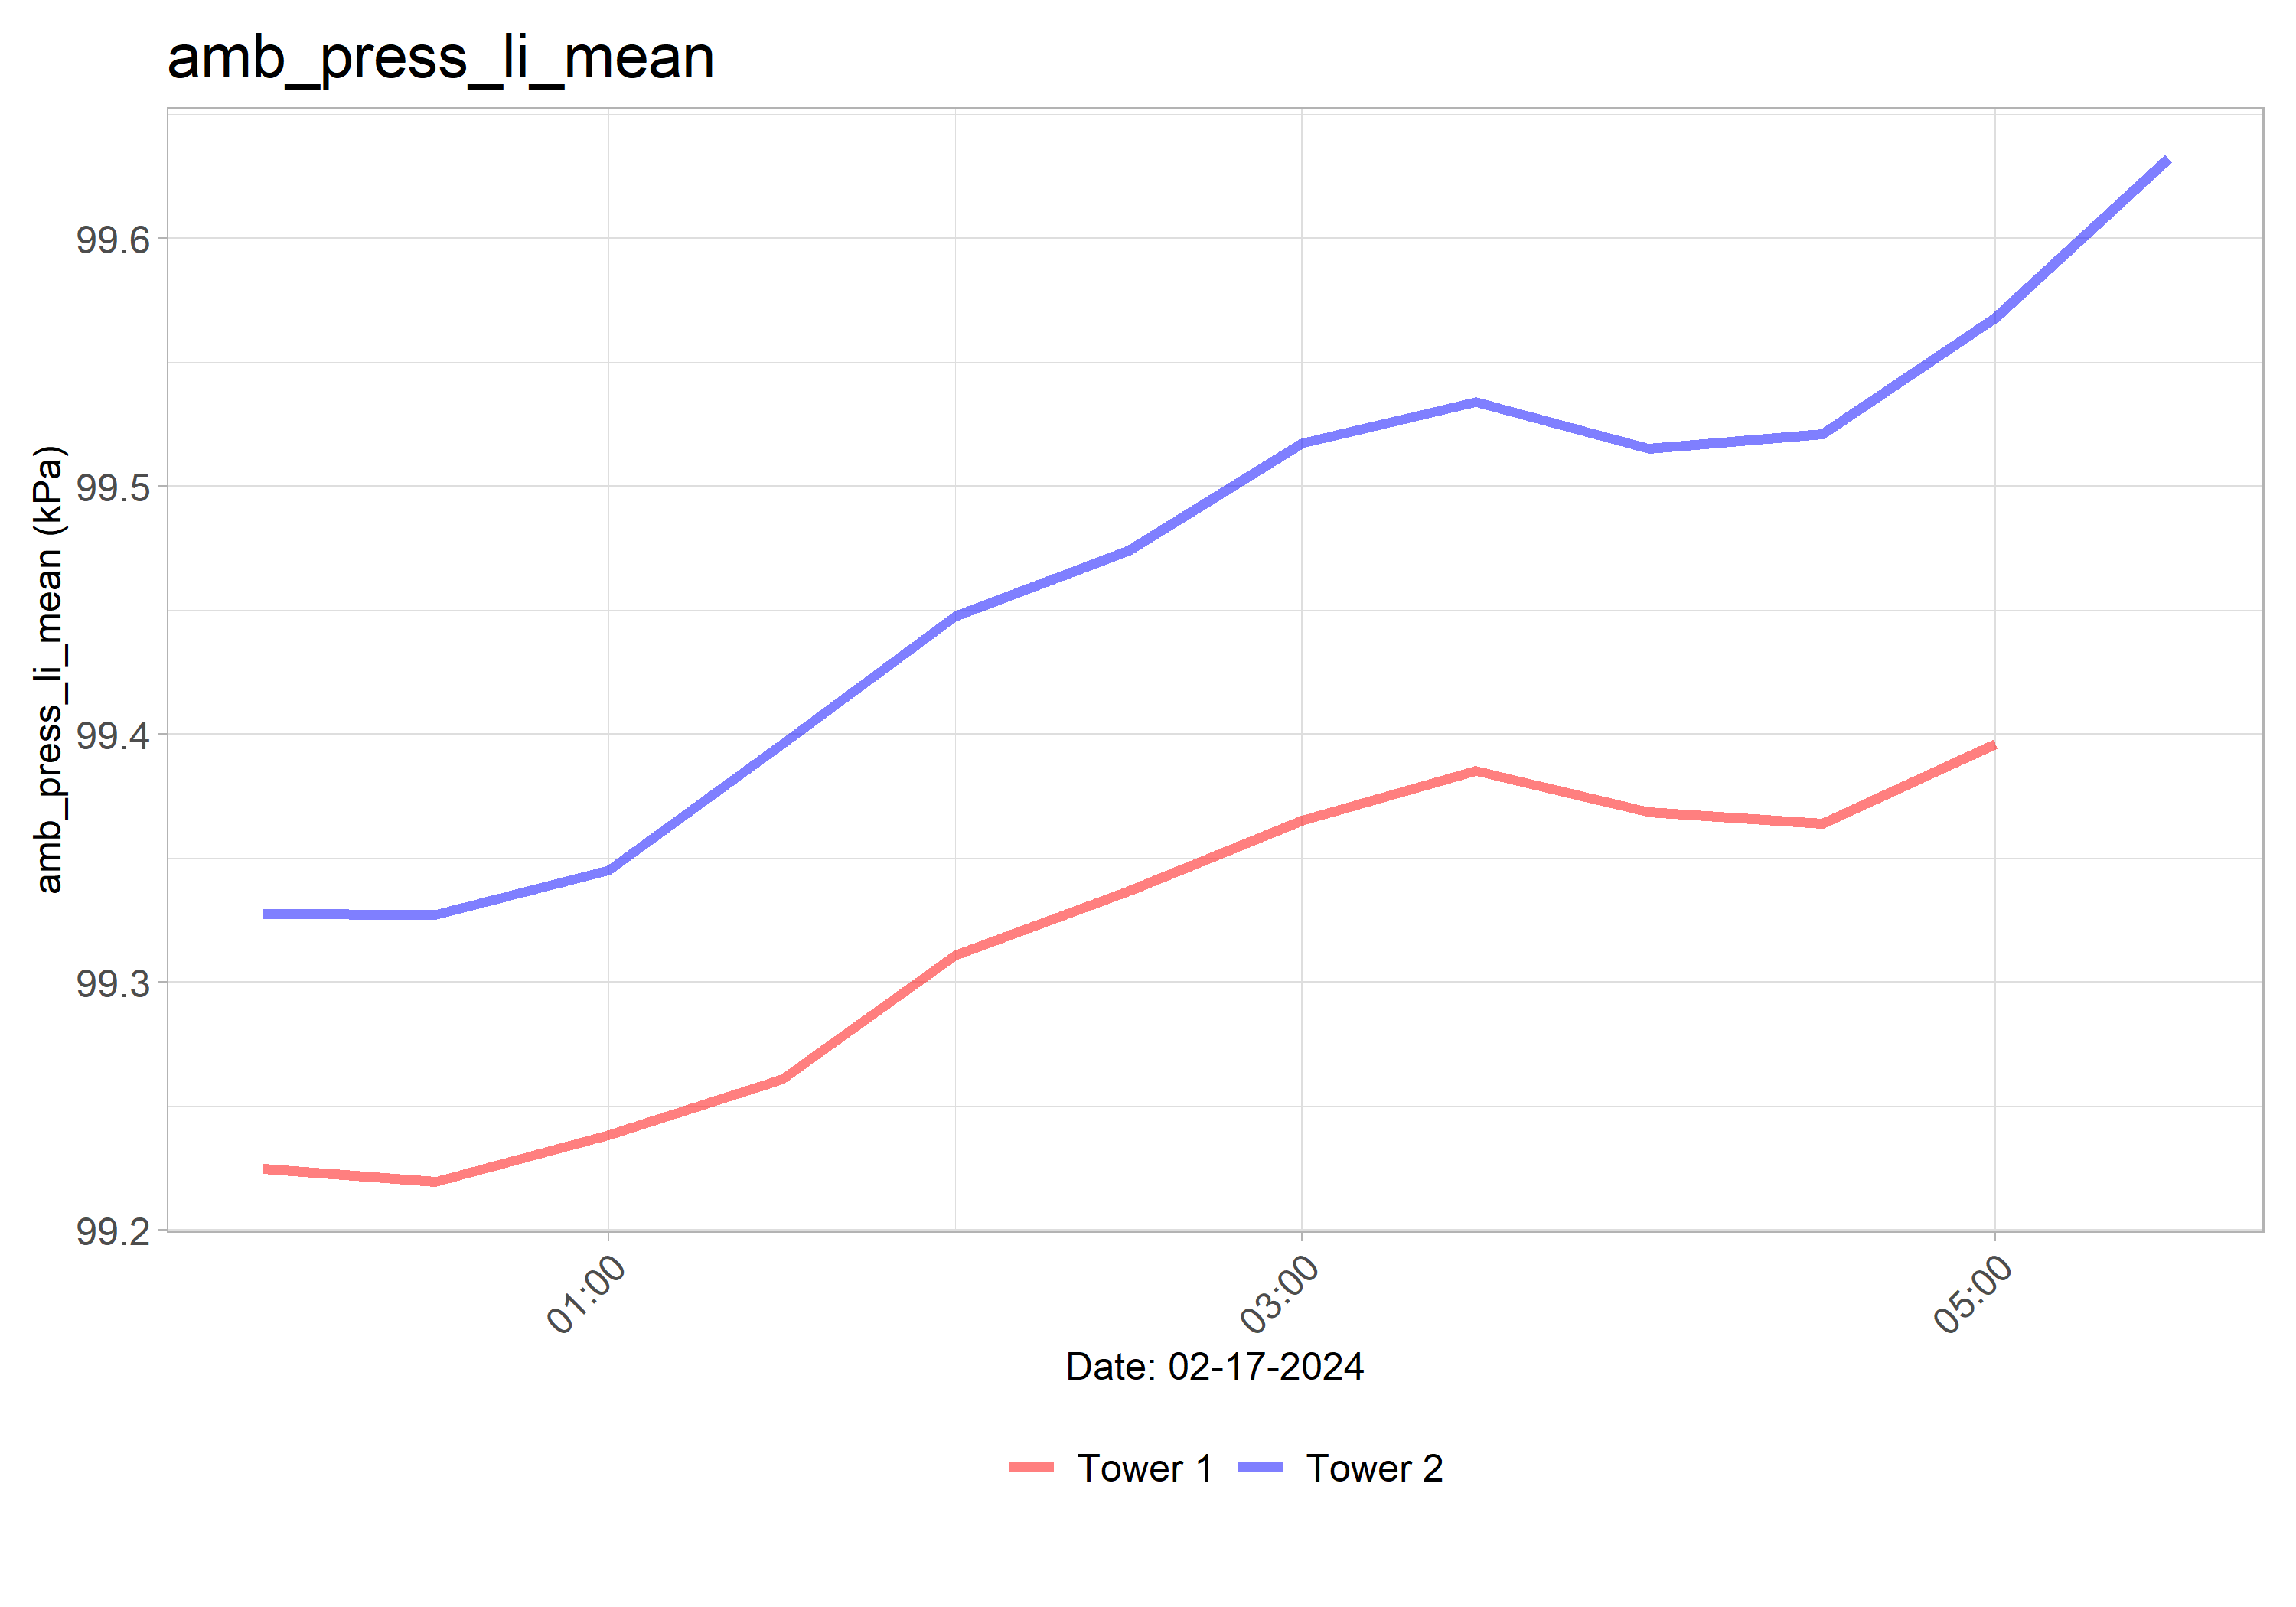 amb_press_li_mean
amb_press_li_mean (kPa)
99.6
99.5
99.4
99.3
99.2
01:00
03:00
05:00
Date: 02-17-2024
Tower 1
Tower 2